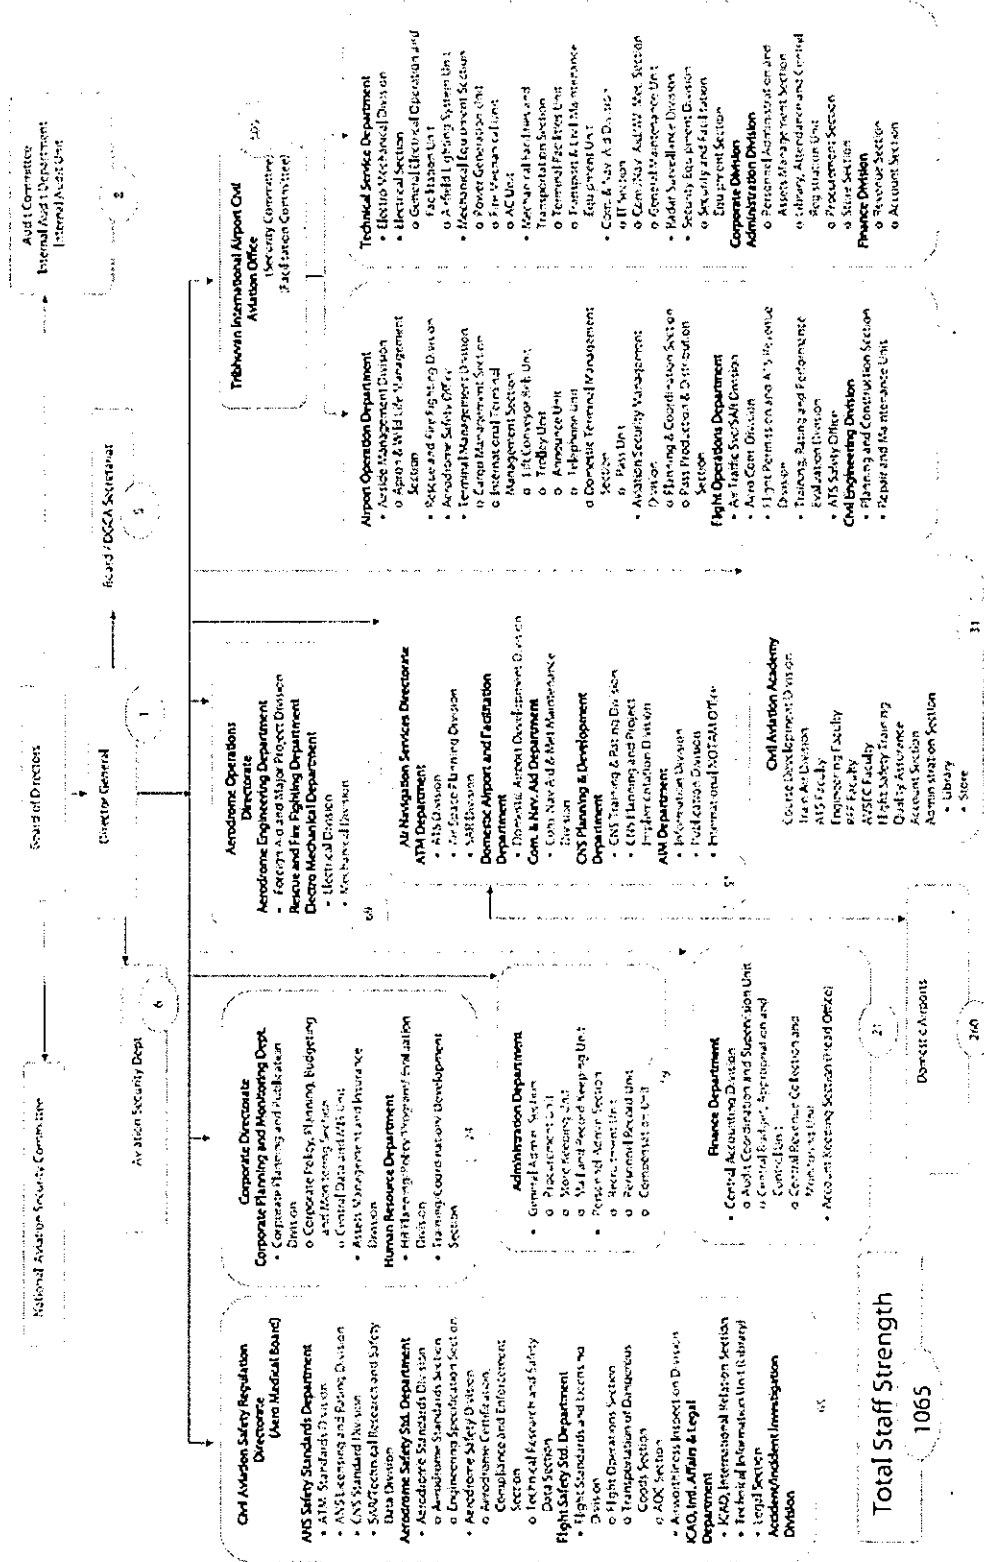 Board of Directors
National Aviation Security Committee
Audit Committee
Internal Audit Department
Internal Audit Unit
2
Director General
1
Board / DGCA Secretariat
5
Aviation Security Dept.
6
Civil Aviation Safety Regulation
Directorate
(Aero Medical Board)
ANS Safety Standards Department
• ATM Standards Division
• ANS Licensing and Rating Division
• CNS Standard Division
• SAR/Technical Research and Safety
Data Division
Aerodrome Safety Std. Department
• Aerodrome Standards Division
o Aerodrome Standards Section
o Engineering Specification Section
• Aerodrome Safety Division
o Aerodrome Certification,
Compliance and Enforcement
Section
o Technical Research and Safety
Data Section
Flight Safety Std. Department
• Flight Standards and Licensing
Division
o Flight Operations Section
o Transportation of Dangerous
Goods Section
o AOC Section
• Airworthiness Inspection Division
ICAO, Intl. Affairs & Legal
Department
• ICAO, International Relation Section
• Technical Information Unit (Library)
• Legal Section
Accident/Incident Investigation
Division
Corporate Directorate
Corporate Planning and Monitoring Dept.
• Corporate Planning and Publication
Division
o Corporate Policy, Planning, Budgeting
and Monitoring Section
o Central Data and MIS Unit
• Assets Management and Insurance
Division
Human Resource Department
• HR Planning/Policy/Program/Evaluation
Division
• Training/Coordination/Development
Section
Administration Department
• General Admin Section
o Procurement Unit
o Store Keeping Unit
o Mail and Record Keeping Unit
• Personnel Admin Section
o Recruitment Unit
o Personnel Record Unit
o Compensation Unit
Finance Department
• Central Accounting Division
o Audit Coordination and Supervision Unit
o Central Budget, Appropriation and
Control Unit
o Central Revenue Collection and
Monitoring Unit
• Account Keeping Section (Head Office)
21
Aerodrome Operations
Directorate
Aerodrome Engineering Department
• Foreign Aid and Major Project Division
Rescue and Fire Fighting Department
Electro Mechanical Department
• Electrical Division
• Mechanical Division
Air Navigation Services Directorate
ATM Department
• ATS Division
• Air Space Planning Division
• SAR Division
Domestic Airport and Facilitation
Department
• Domestic Airport Development Division
Com. & Nav. Aid Department
• Com. Nav Aid & Met Maintenance
Division
CNS Planning & Development
Department
• CNS Training & Rating Division
• CNS Planning and Project
Implementation Division
AIM Department
• Information Division
• Publication Division
• International NOTAM Office
Civil Aviation Academy
Course Development Division
Train Air Division
ATS Faculty
Engineering Faculty
RFF Faculty
AVSEC Faculty
Flight Safety Training
Quality Assurance
Account Section
Administration Section
• Library
• Store
31
Domestic Airports
260
Tribhuvan International Airport Civil
Aviation Office
(Security Committee)
(Facilitation Committee)
Airport Operation Department
• Airside Management Division
o Apron & Wild Life Management
Section
• Rescue and Fire Fighting Division
• Aerodrome Safety Office
• Terminal Management Division
o Cargo Management Section
o International Terminal
Management Section
o Lift Conveyor Belt Unit
o Trolley Unit
o Announce Unit
o Telephone Unit
o Domestic Terminal Management
Section
o Pass Unit
• Aviation Security Management
Division
o Planning & Coordination Section
o Pass Production & Distribution
Section
Flight Operations Department
• Air Traffic Svc/SAR Division
• Aero Com. Division
• Flight Permission and ANS Revenue
Division
• Training, Rating and Performance
Evaluation Division
• ATS Safety Office
Civil Engineering Division
• Planning and Construction Section
• Repair and Maintenance Unit
Technical Service Department
• Electro Mechanical Division
• Electrical Section
o General Electrical Operation and
Facilitation Unit
o Airfield Lighting System Unit
• Mechanical Equipment Section
o Power Generation Unit
o Fire Mechanical Unit
o AC Unit
• Mechanical Facilities and
Transportation Section
o Terminal Facilities Unit
o Transport & Civil Maintenance
Equipment Unit
• Com. & Nav. Aid Division
o IT Section
o Com./Nav. Aid/AV. Met. Section
o General Maintenance Unit
• Radar Surveillance Division
• Security Equipment Division
o Security and Facilitation
Equipment Section
Corporate Division
Administration Division
o Personnel Administration and
Assets Management Section
o Library, Attendance and Control
Registration Unit
o Procurement Section
o Store Section
Finance Division
o Revenue Section
o Account Section
Total Staff Strength
1065